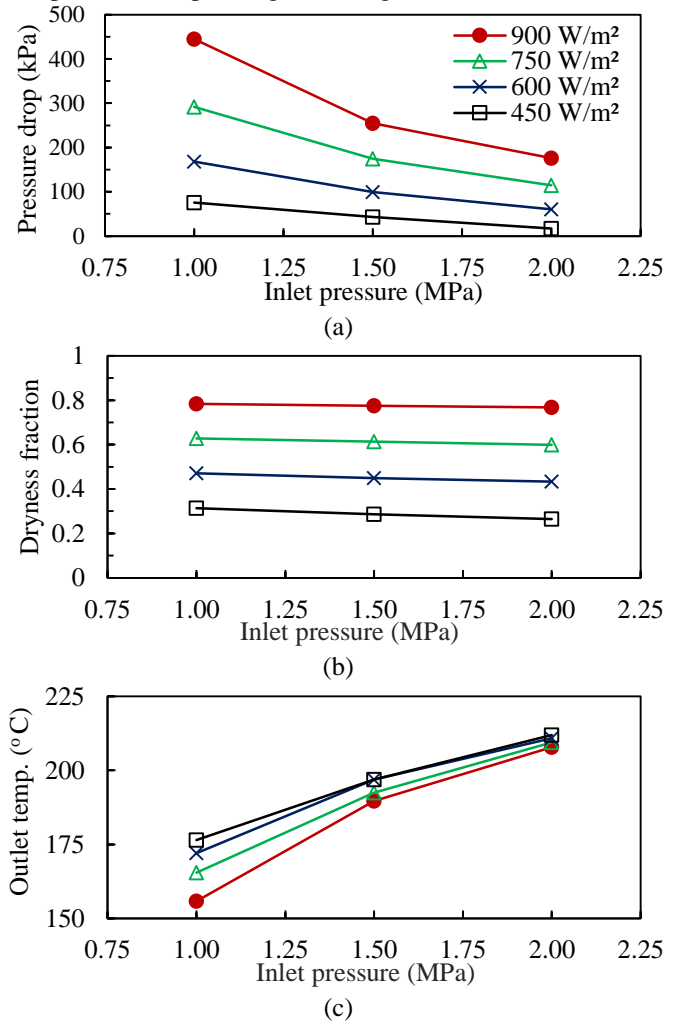 500
400
300
200
100
0
Pressure drop (kPa)
900 W/m²
750 W/m²
600 W/m²
450 W/m²
0.75 1.00 1.25 1.50 1.75 2.00 2.25
Inlet pressure (MPa)
(a)
1
0.8
0.6
0.4
0.2
0
Dryness fraction
0.75 1.00 1.25 1.50 1.75 2.00 2.25
Inlet pressure (MPa)
(b)
225
200
175
150
Outlet temp. (°C)
0.75 1.00 1.25 1.50 1.75 2.00 2.25
Inlet pressure (MPa)
(c)